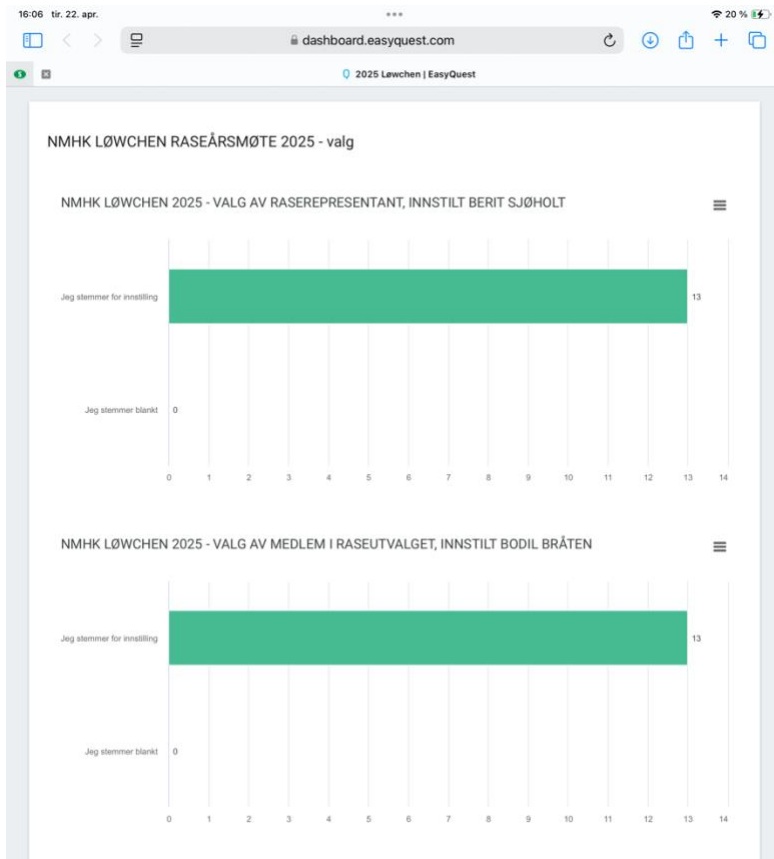 16:06 tir. 22. apr.
20 %
dashboard.easyquest.com
2025 Løwchen | EasyQuest
NMHK LØWCHEN RASEÅRSMØTE 2025 - valg
NMHK LØWCHEN 2025 - VALG AV RASEREPRESENTANT, INNSTILT BERIT SJØHOLT
Jeg stemmer for innstilling
13
Jeg stemmer blankt
0
0 1 2 3 4 5 6 7 8 9 10 11 12 13 14
NMHK LØWCHEN 2025 - VALG AV MEDLEM I RASEUTVALGET, INNSTILT BODIL BRÅTEN
Jeg stemmer for innstilling
13
Jeg stemmer blankt
0
0 1 2 3 4 5 6 7 8 9 10 11 12 13 14